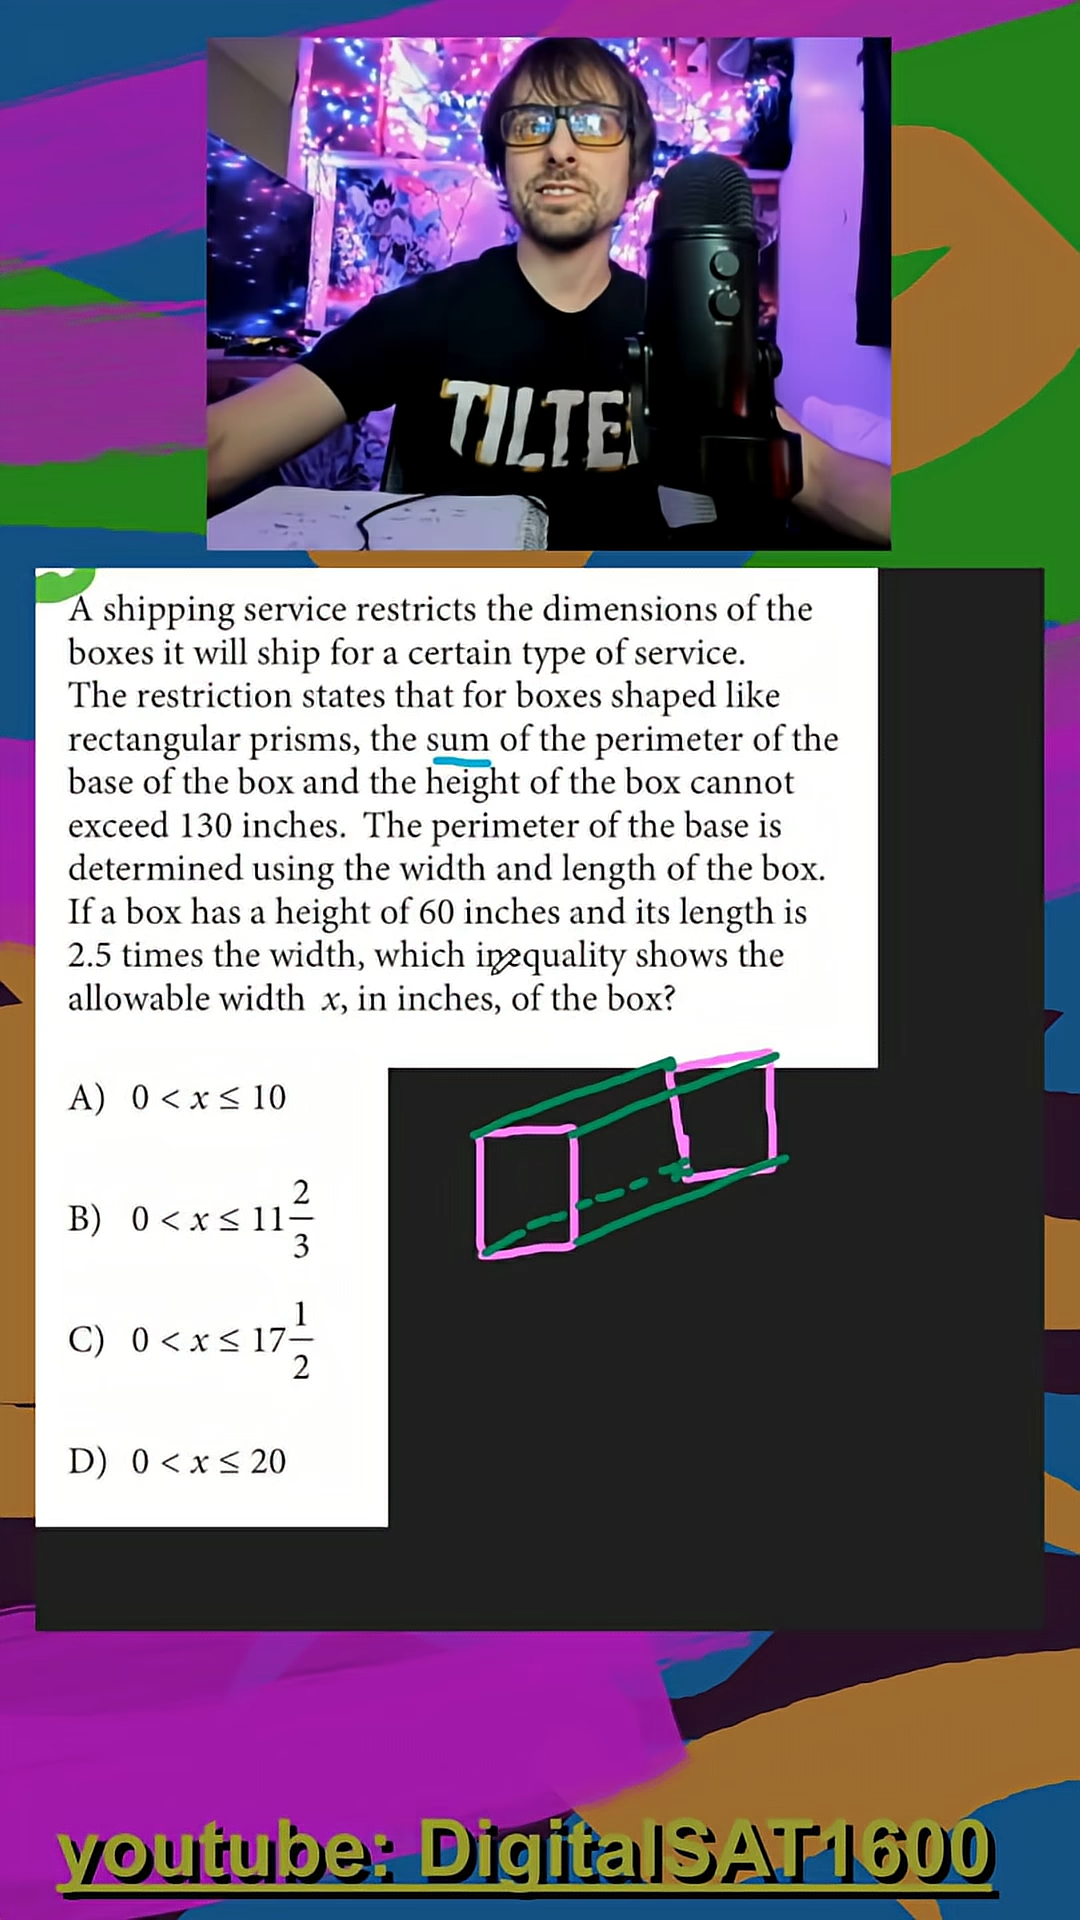 TILTE
A shipping service restricts the dimensions of the
boxes it will ship for a certain type of service.
The restriction states that for boxes shaped like
rectangular prisms, the sum of the perimeter of the
base of the box and the height of the box cannot
exceed 130 inches. The perimeter of the base is
determined using the width and length of the box.
If a box has a height of 60 inches and its length is
2.5 times the width, which inequality shows the
allowable width x, in inches, of the box?
A) 0 < x ≤ 10
B) 0 < x ≤ 11 2/3
C) 0 < x ≤ 17 1/2
D) 0 < x ≤ 20
youtube: DigitalSAT1600